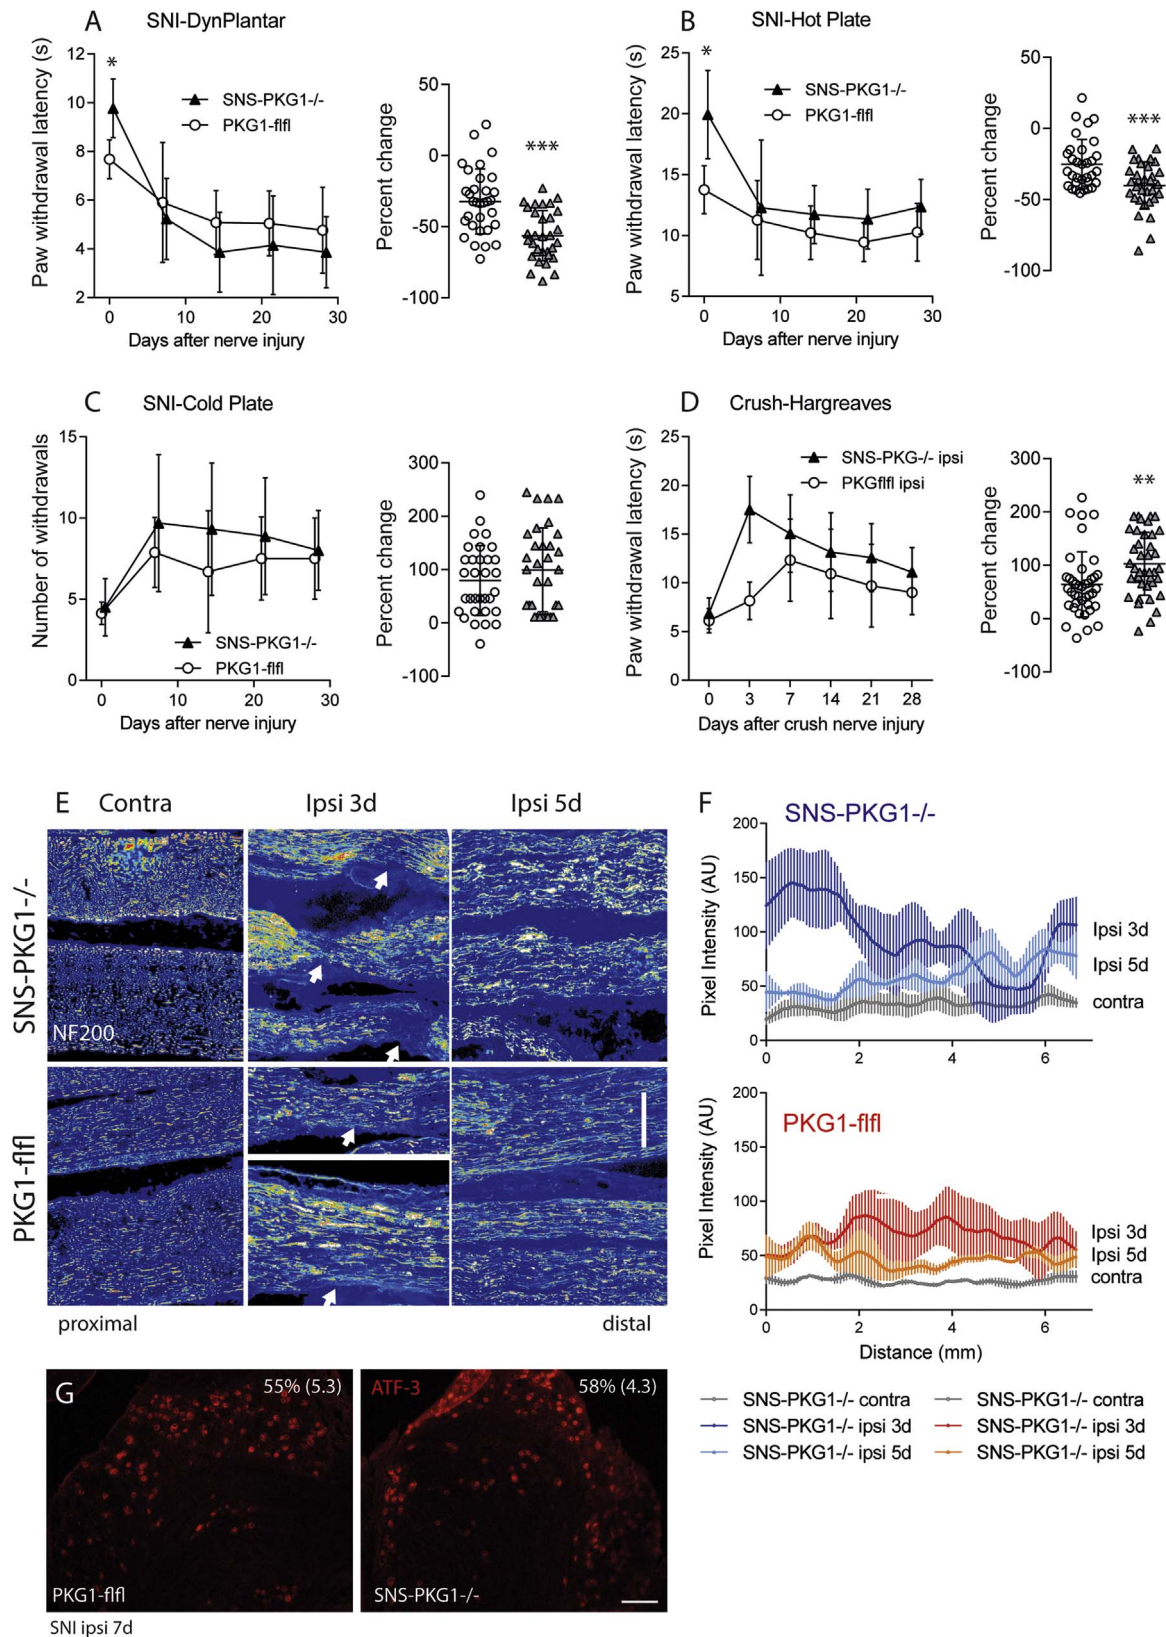 A SNI-DynPlantar
Paw withdrawal latency (s)
12
10
8
6
4
2
*
SNS-PKG1-/-
PKG1-flfl
0 10 20 30
Days after nerve injury
Percent change
50
0
-50
-100
***
B SNI-Hot Plate
Paw withdrawal latency (s)
25
20
15
10
5
*
SNS-PKG1-/-
PKG1-flfl
0 10 20 30
Days after nerve injury
Percent change
50
0
-50
-100
***
C SNI-Cold Plate
Number of withdrawals
15
10
5
0
SNS-PKG1-/-
PKG1-flfl
0 10 20 30
Days after nerve injury
Percent change
300
200
100
0
-100
D Crush-Hargreaves
Paw withdrawal latency (s)
25
20
15
10
5
0
SNS-PKG-/- ipsi
PKGflfl ipsi
0 3 7 14 21 28
Days after crush nerve injury
Percent change
300
200
100
0
-100
**
E Contra Ipsi 3d Ipsi 5d
SNS-PKG1-/-
NF200
PKG1-flfl
proximal distal
F SNS-PKG1-/-
Pixel Intensity (AU)
200
150
100
50
0
Ipsi 3d
Ipsi 5d
contra
0 2 4 6
PKG1-flfl
Pixel Intensity (AU)
200
150
100
50
0
Ipsi 3d
Ipsi 5d
contra
0 2 4 6
Distance (mm)
SNS-PKG1-/- contra SNS-PKG1-/- contra
SNS-PKG1-/- ipsi 3d SNS-PKG1-/- ipsi 3d
SNS-PKG1-/- ipsi 5d SNS-PKG1-/- ipsi 5d
G 55% (5.3) ATF-3 58% (4.3)
PKG1-flfl SNS-PKG1-/-
SNI ipsi 7d